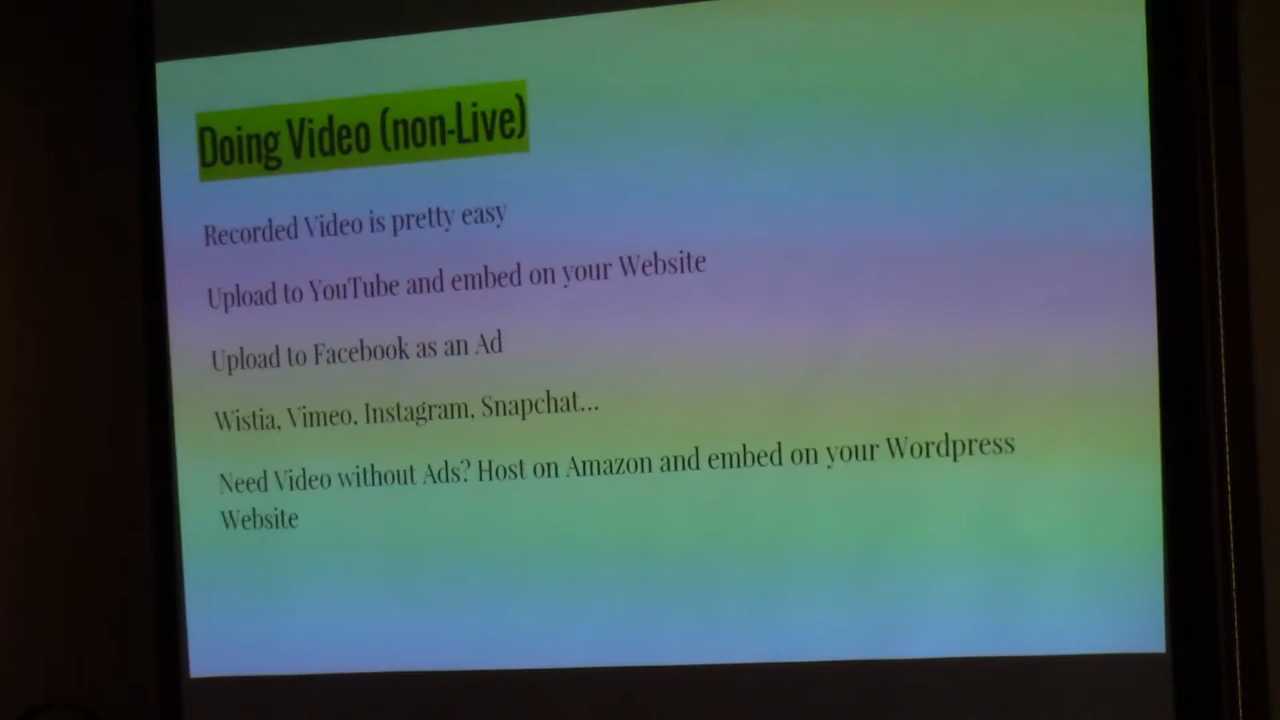 Doing Video (non-Live)
Recorded Video is pretty easy
Upload to YouTube and embed on your Website
Upload to Facebook as an Ad
Wistia, Vimeo, Instagram, Snapchat...
Need Video without Ads? Host on Amazon and embed on your Wordpress
Website